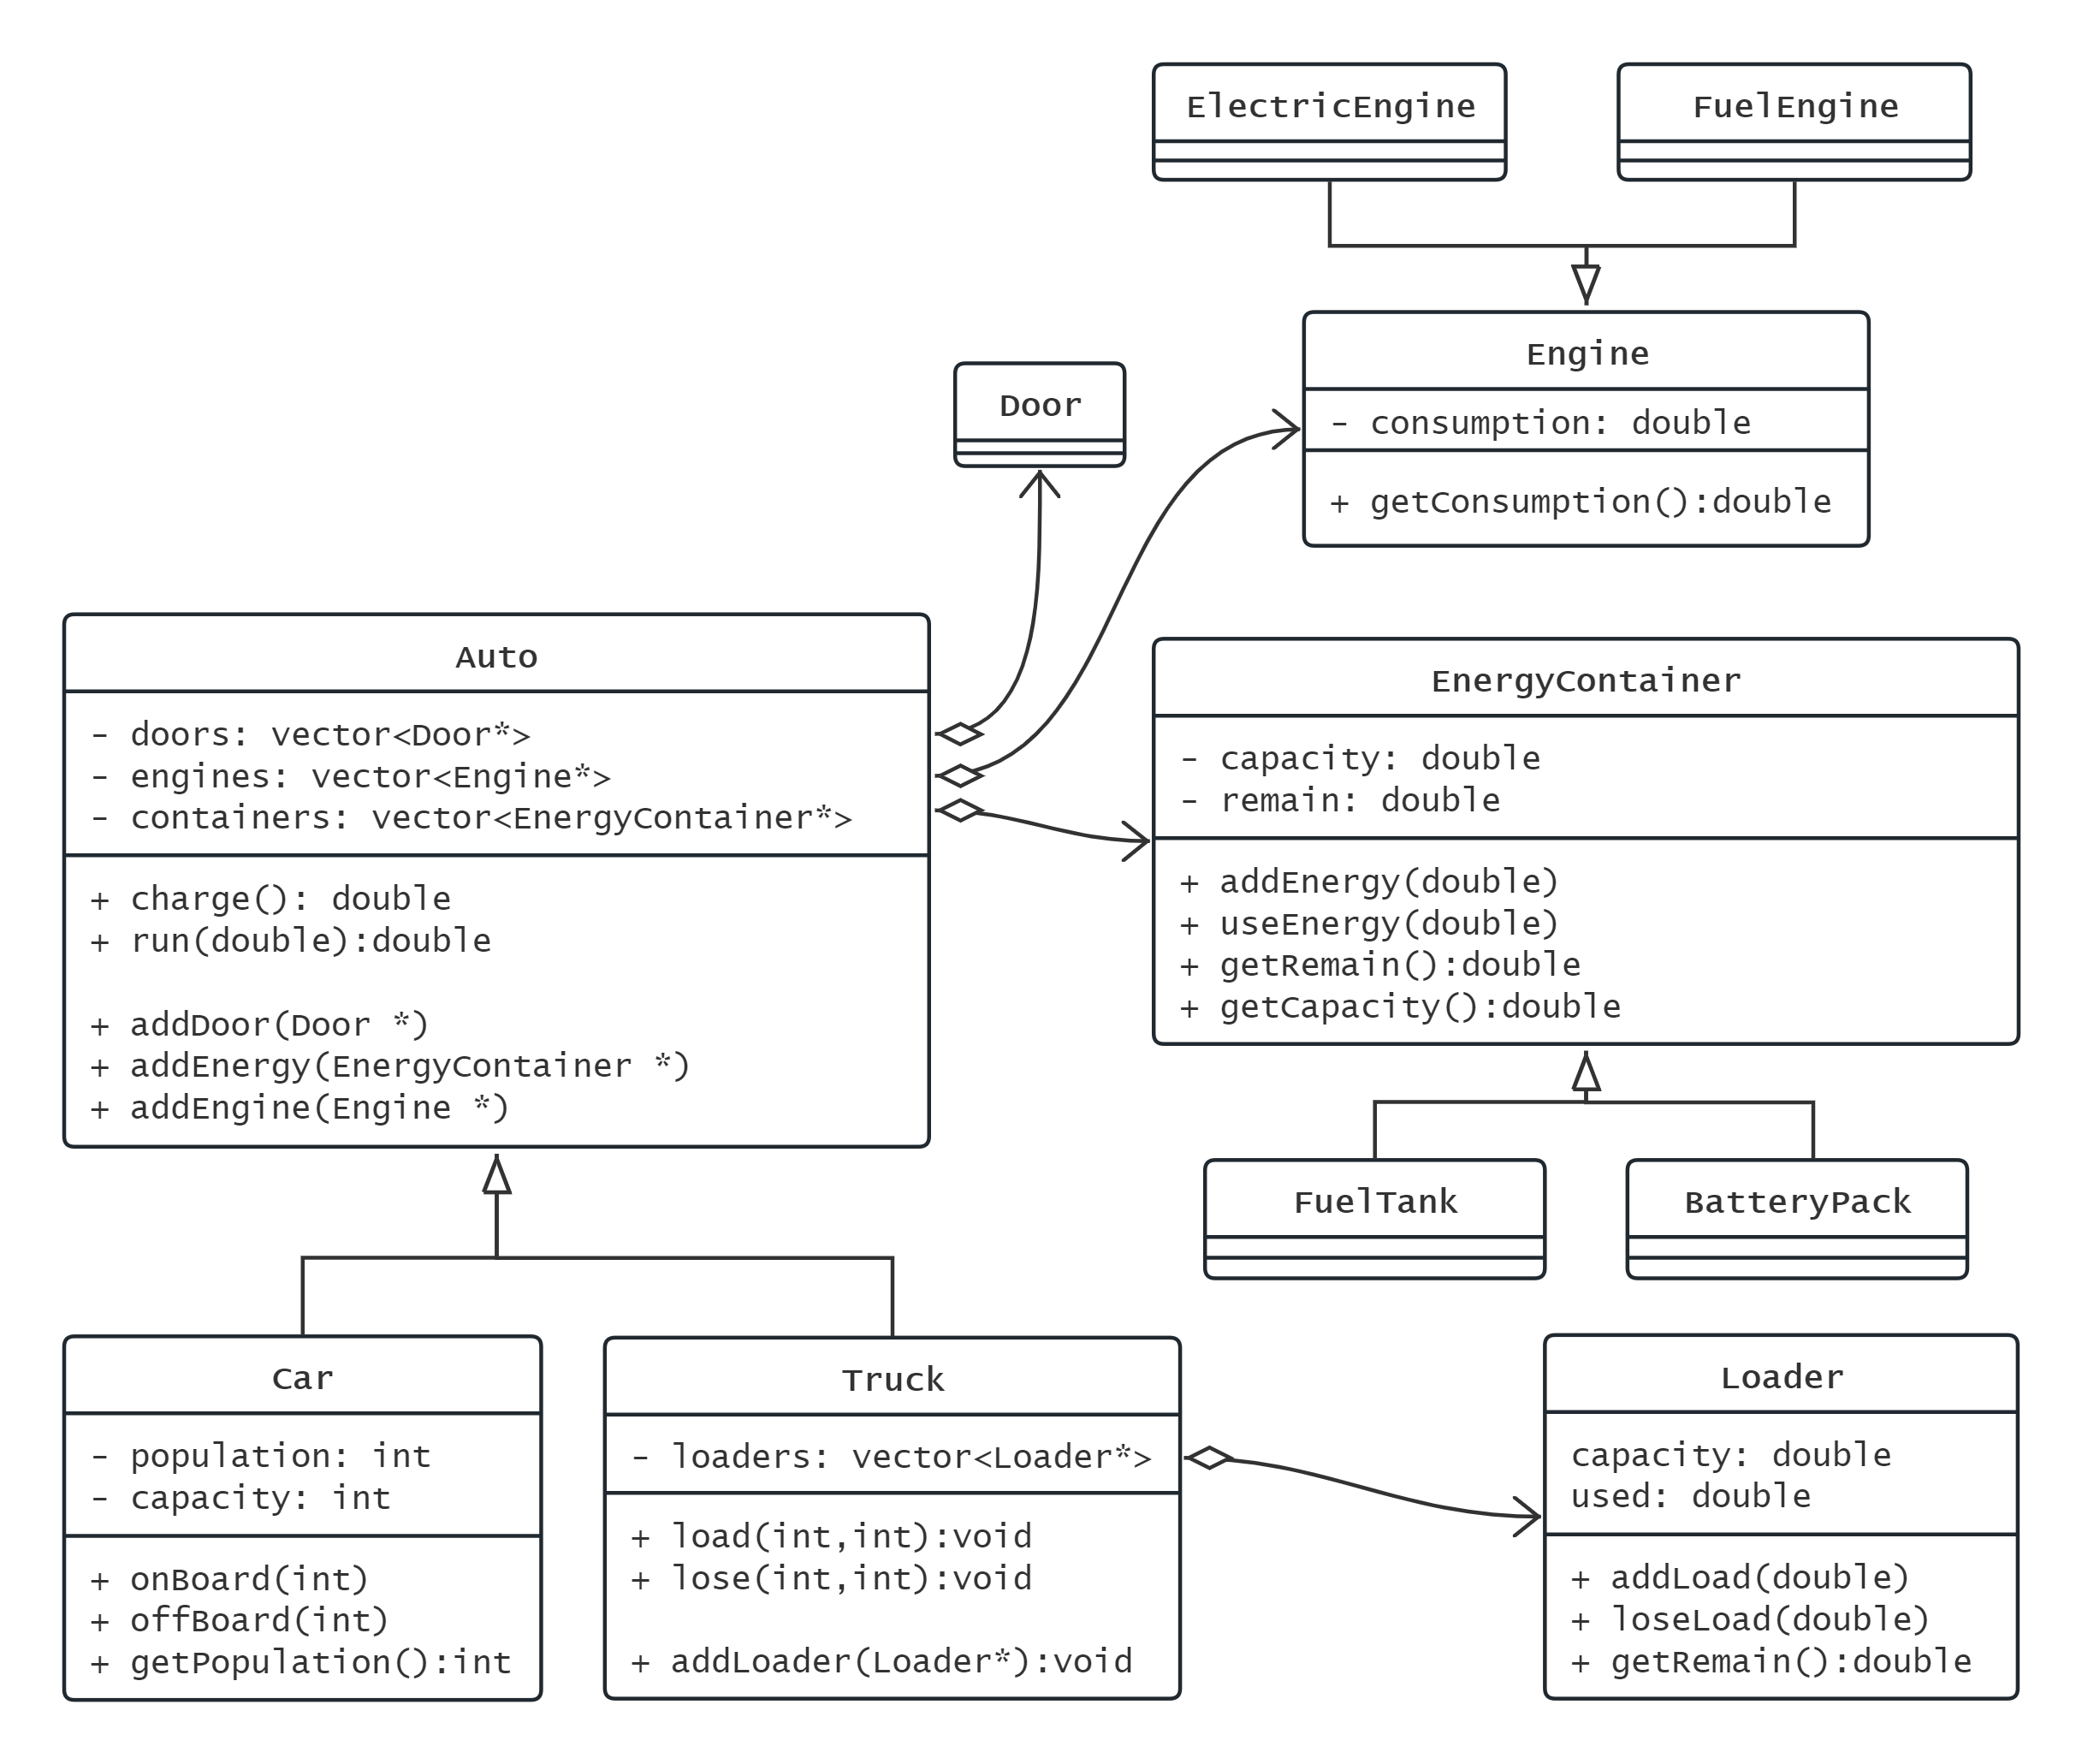 ElectricEngine
FuelEngine
Engine
- consumption: double
+ getConsumption():double
Door
Auto
- doors: vector<Door*>
- engines: vector<Engine*>
- containers: vector<EnergyContainer*>
+ charge(): double
+ run(double):double
+ addDoor(Door *)
+ addEnergy(EnergyContainer *)
+ addEngine(Engine *)
EnergyContainer
- capacity: double
- remain: double
+ addEnergy(double)
+ useEnergy(double)
+ getRemain():double
+ getCapacity():double
FuelTank
BatteryPack
Car
- population: int
- capacity: int
+ onBoard(int)
+ offBoard(int)
+ getPopulation():int
Truck
- loaders: vector<Loader*>
+ load(int,int):void
+ lose(int,int):void
+ addLoader(Loader*):void
Loader
capacity: double
used: double
+ addLoad(double)
+ loseLoad(double)
+ getRemain():double